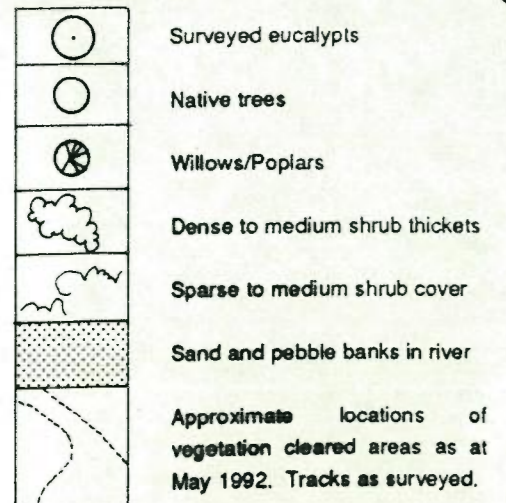 Surveyed eucalypts
Native trees
Willows/Poplars
Dense to medium shrub thickets
Sparse to medium shrub cover
Sand and pebble banks in river
Approximate locations of
vegetation cleared areas as at
May 1992. Tracks as surveyed.